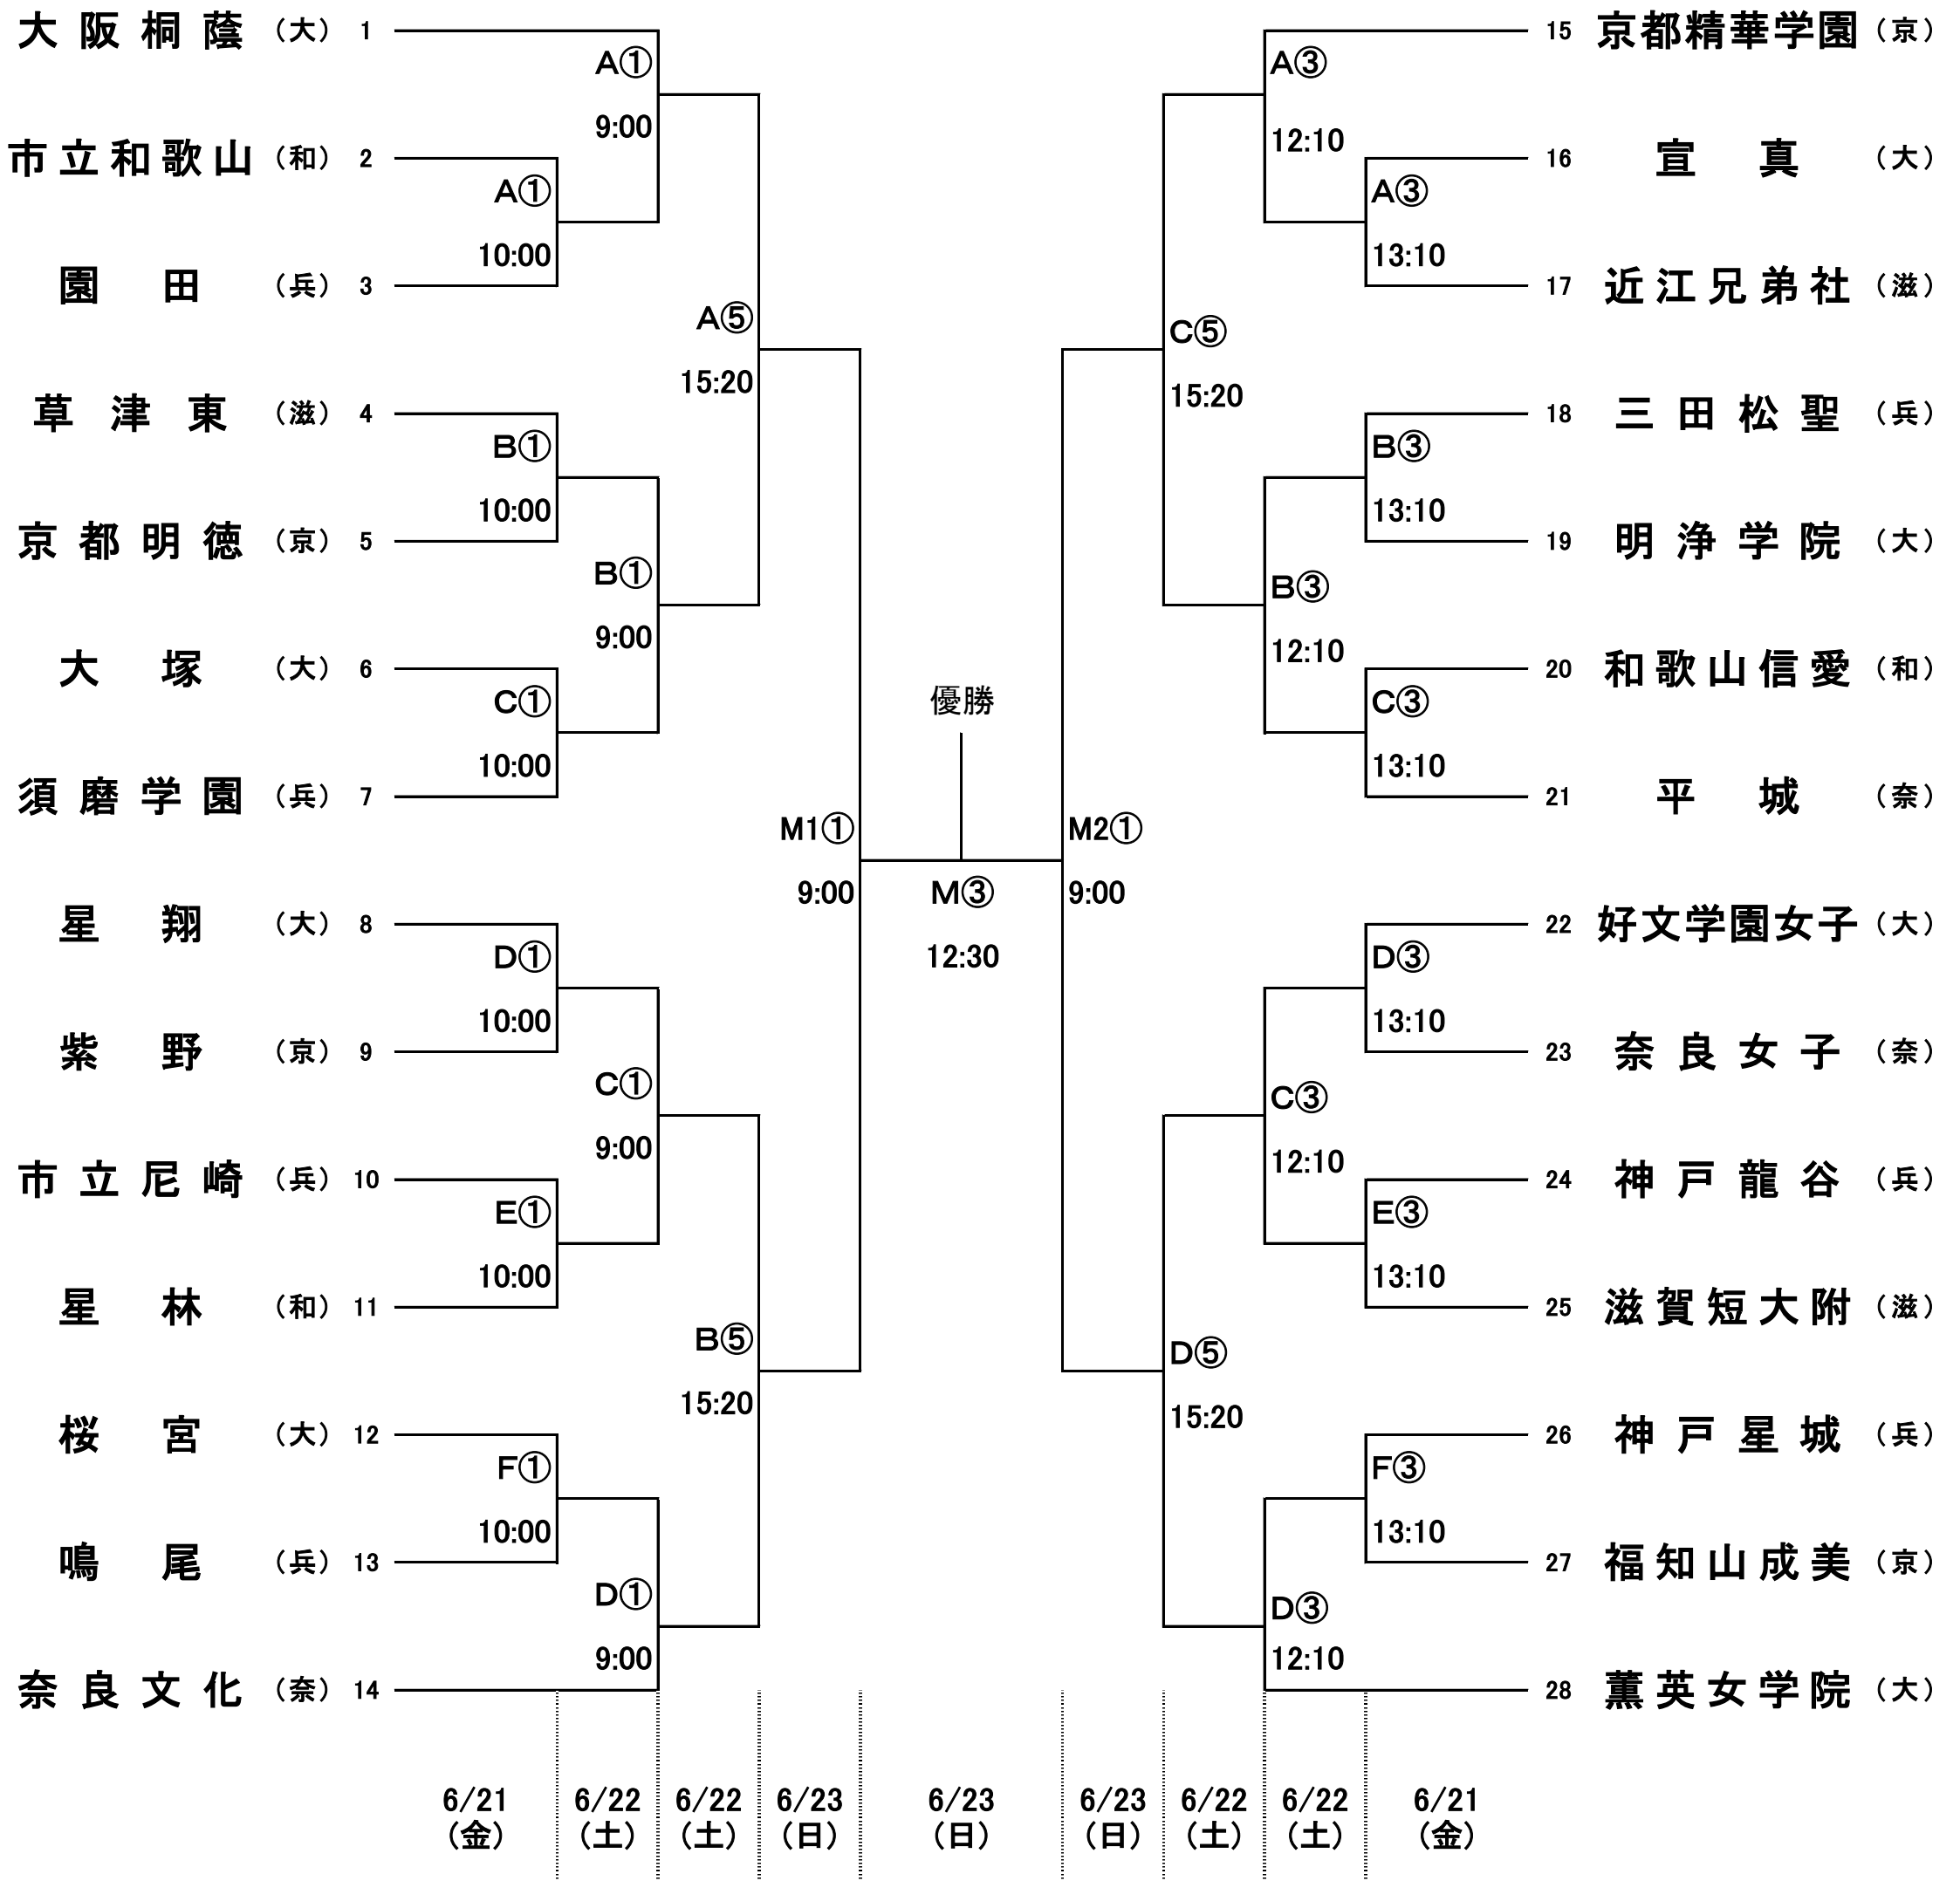 大阪桐蔭 （大） 1
A①
9:00
市立和歌山 （和） 2
A①
10:00
園田 （兵） 3
A⑤
15:20
草津東 （滋） 4
B①
10:00
京都明徳 （京） 5
B①
9:00
大塚 （大） 6
C①
10:00
須磨学園 （兵） 7
M1①
9:00
星翔 （大） 8
D①
10:00
紫野 （京） 9
C①
9:00
市立尼崎 （兵） 10
E①
10:00
星林 （和） 11
B⑤
15:20
桜宮 （大） 12
F①
10:00
鳴尾 （兵） 13
D①
9:00
奈良文化 （奈） 14
優勝
M③
12:30
15 京都精華学園 （京）
A③
12:10
16 宣真 （大）
A③
13:10
17 近江兄弟社 （滋）
C⑤
15:20
18 三田松聖 （兵）
B③
13:10
19 明浄学院 （大）
B③
12:10
20 和歌山信愛 （和）
C③
13:10
21 平城 （奈）
M2①
9:00
22 好文学園女子 （大）
D③
13:10
23 奈良女子 （奈）
C③
12:10
24 神戸龍谷 （兵）
E③
13:10
25 滋賀短大附 （滋）
D⑤
15:20
26 神戸星城 （兵）
F③
13:10
27 福知山成美 （京）
D③
12:10
28 薫英女学院 （大）
6/21 6/22 6/22 6/23 6/23 6/23 6/22 6/22 6/21
（金） （土） （土） （日） （日） （日） （土） （土） （金）